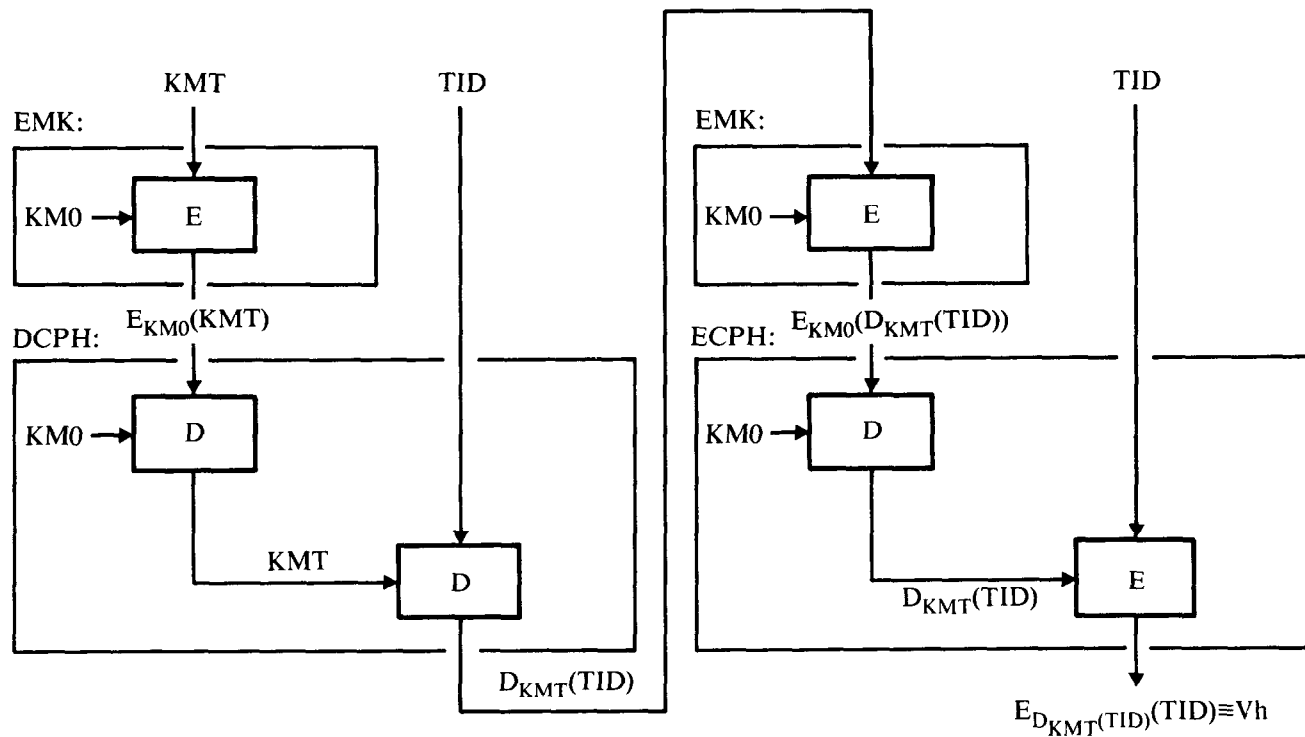 KMT
TID
EMK:
KM0
E
E_KM0(KMT)
DCPH:
KM0
D
KMT
D
D_KMT(TID)
TID
EMK:
KM0
E
E_KM0(D_KMT(TID))
ECPH:
KM0
D
D_KMT(TID)
E
E_D_KMT(TID)(TID)≡Vh